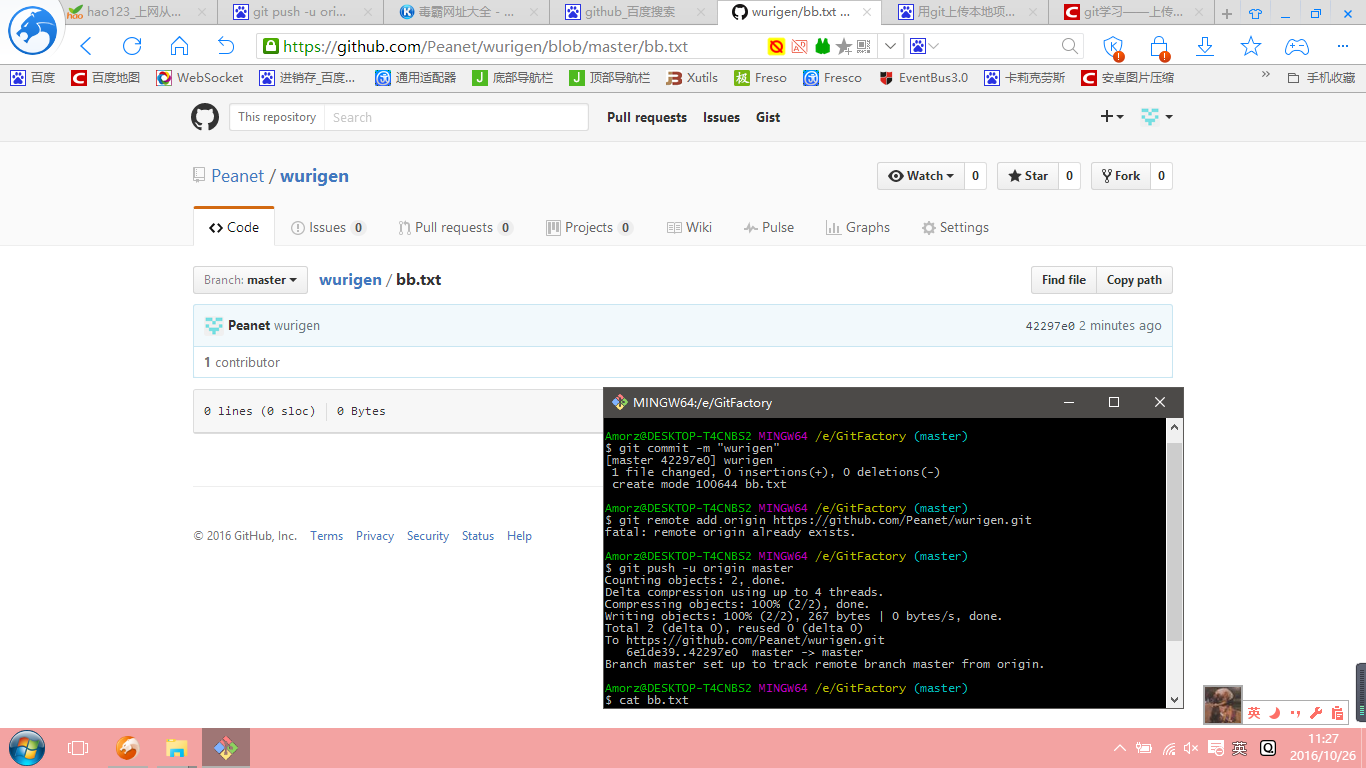 hao123_上网从...
git push -u ori...
毒霸网址大全 - ...
github_百度搜索
wurigen/bb.txt ...
用git上传本地项...
git学习——上传...
https://github.com/Peanet/wurigen/blob/master/bb.txt
百度
百度地图
WebSocket
进销存_百度...
通用适配器
底部导航栏
顶部导航栏
Xutils
Freso
Fresco
EventBus3.0
卡莉克劳斯
安卓图片压缩
»
手机收藏
This repository
Search
Pull requests
Issues
Gist
Peanet / wurigen
Watch 0
Star 0
Fork 0
Code
Issues 0
Pull requests 0
Projects 0
Wiki
Pulse
Graphs
Settings
Branch: master
wurigen / bb.txt
Find file
Copy path
Peanet wurigen
42297e0 2 minutes ago
1 contributor
0 lines (0 sloc)
0 Bytes
© 2016 GitHub, Inc.
Terms
Privacy
Security
Status
Help
MINGW64:/e/GitFactory
Amorz@DESKTOP-T4CNBS2 MINGW64 /e/GitFactory (master)
$ git commit -m "wurigen"
[master 42297e0] wurigen
1 file changed, 0 insertions(+), 0 deletions(-)
create mode 100644 bb.txt
Amorz@DESKTOP-T4CNBS2 MINGW64 /e/GitFactory (master)
$ git remote add origin https://github.com/Peanet/wurigen.git
fatal: remote origin already exists.
Amorz@DESKTOP-T4CNBS2 MINGW64 /e/GitFactory (master)
$ git push -u origin master
Counting objects: 2, done.
Delta compression using up to 4 threads.
Compressing objects: 100% (2/2), done.
Writing objects: 100% (2/2), 267 bytes | 0 bytes/s, done.
Total 2 (delta 0), reused 0 (delta 0)
To https://github.com/Peanet/wurigen.git
6e1de39..42297e0  master -> master
Branch master set up to track remote branch master from origin.
Amorz@DESKTOP-T4CNBS2 MINGW64 /e/GitFactory (master)
$ cat bb.txt
英
英
11:27
2016/10/26